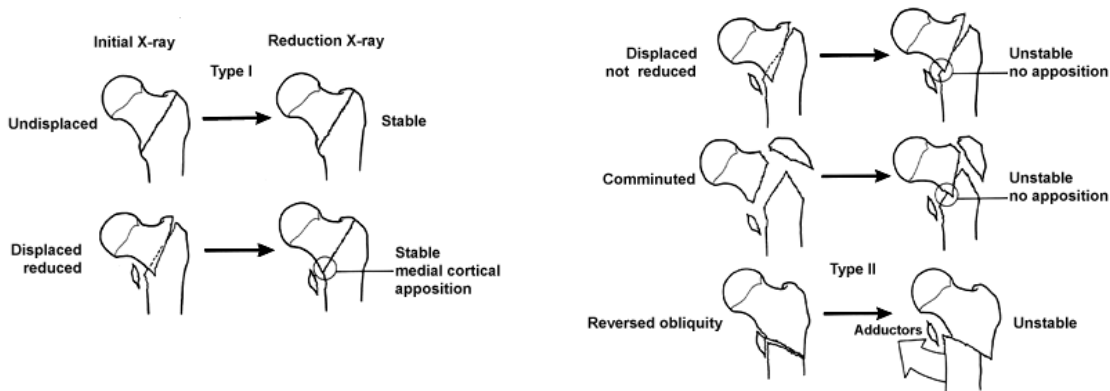 Initial X-ray
Reduction X-ray
Type I
Undisplaced
Stable
Displaced
reduced
Stable
medial cortical
apposition
Displaced
not reduced
Unstable
no apposition
Comminuted
Unstable
no apposition
Type II
Reversed obliquity
Adductors
Unstable